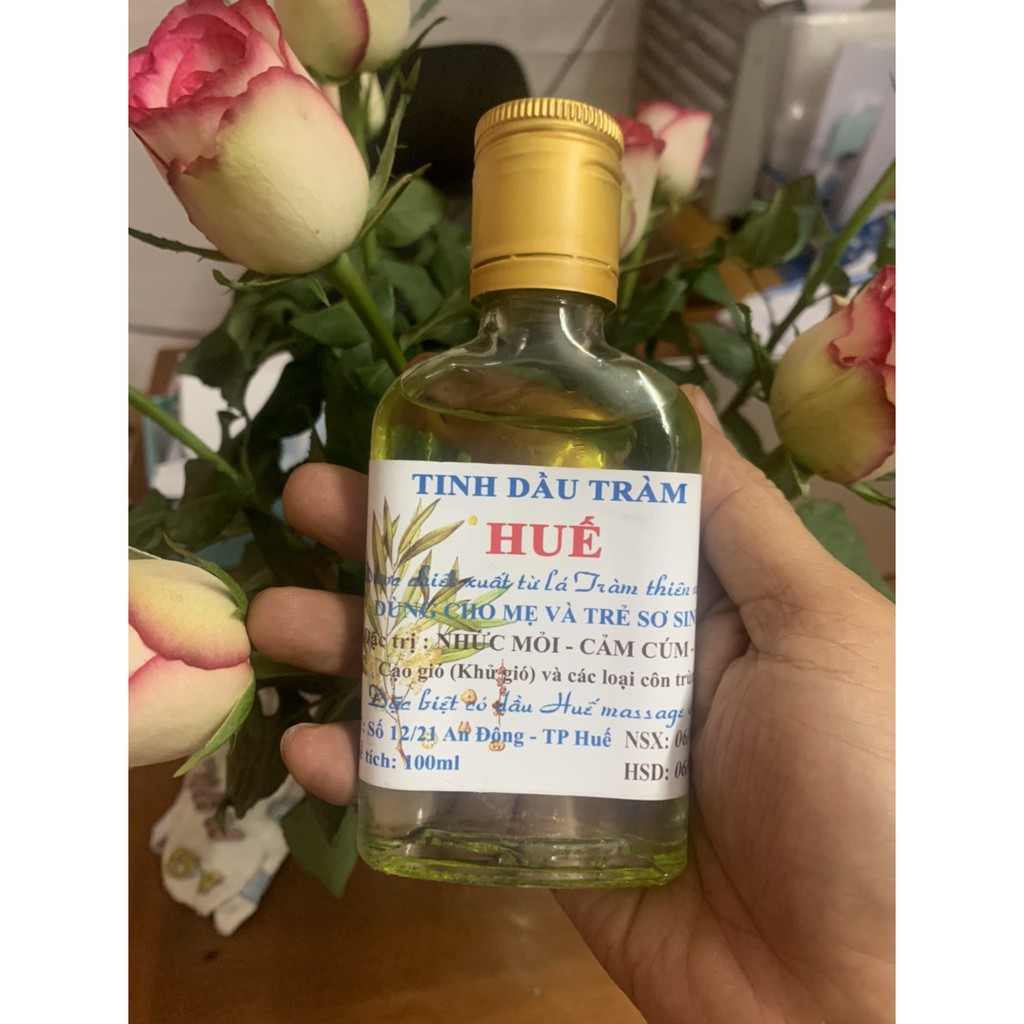 TINH DẦU TRÀM
HUẾ
chiết xuất từ lá Tràm thiên
DÙNG CHO MẸ VÀ TRẺ SƠ SIN
Đặc trị : NHỨC MỎI - CẢM CÚM -
Cạo gió (Khử gió) và các loại côn trù
Đặc biệt có dầu Huế massage
: Số 12/21 An Đông - TP Huế
NSX: 06
tích: 100ml
HSD: 06